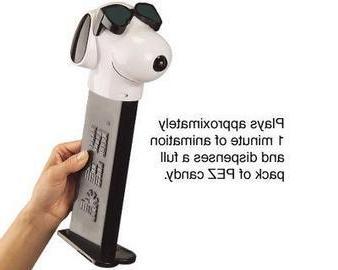 Plays approximately
1 minute of animation
and dispenses a full
pack of PEZ candy.